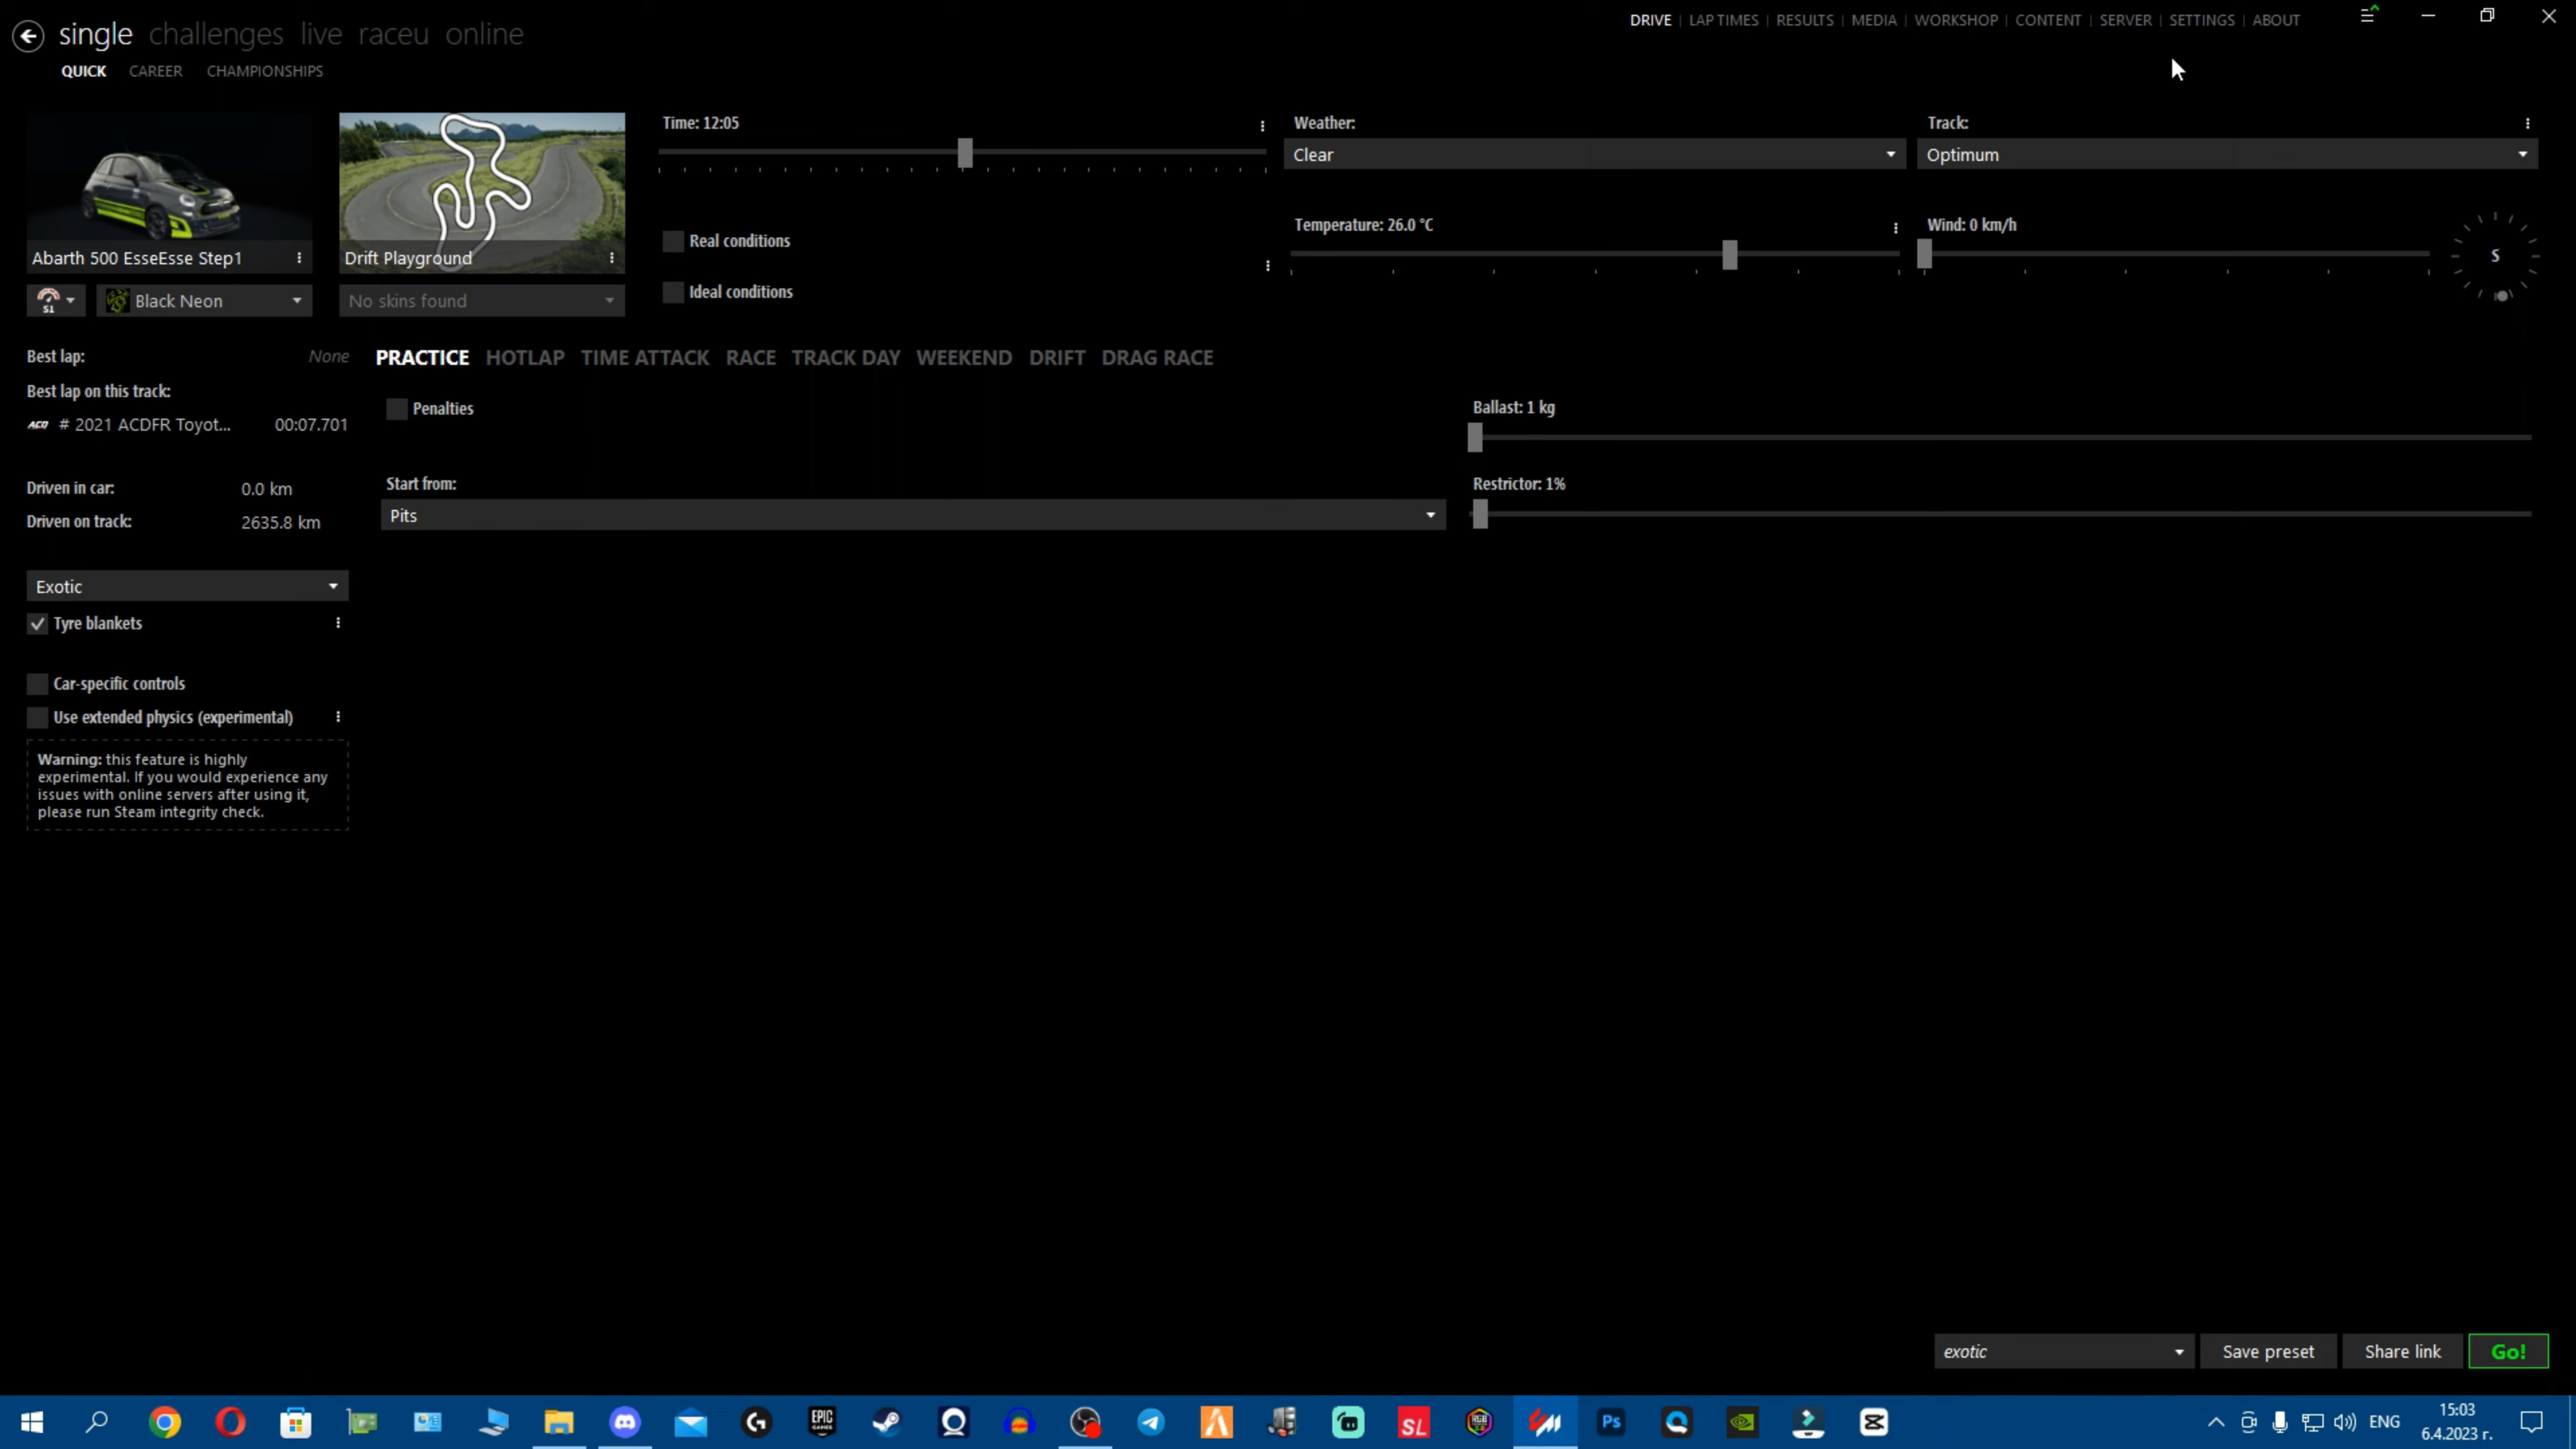 single challenges live raceu online
DRIVE | LAP TIMES | RESULTS | MEDIA | WORKSHOP | CONTENT | SERVER | SETTINGS | ABOUT
QUICK CAREER CHAMPIONSHIPS
Time: 12:05
Weather:
Track:
Clear
Optimum
Temperature: 26.0 °C
Wind: 0 km/h
S
Real conditions
Ideal conditions
Abarth 500 EsseEsse Step1
Drift Playground
S1
Black Neon
No skins found
Best lap: None
Best lap on this track:
ACD # 2021 ACDFR Toyot... 00:07.701
Driven in car: 0.0 km
Driven on track: 2635.8 km
PRACTICE HOTLAP TIME ATTACK RACE TRACK DAY WEEKEND DRIFT DRAG RACE
Penalties
Ballast: 1 kg
Start from:
Restrictor: 1%
Pits
Exotic
Tyre blankets
Car-specific controls
Use extended physics (experimental)
Warning: this feature is highly
experimental. If you would experience any
issues with online servers after using it,
please run Steam integrity check.
exotic
Save preset
Share link
Go!
EPIC
GAMES
SL
Ps
ENG
15:03
6.4.2023 г.